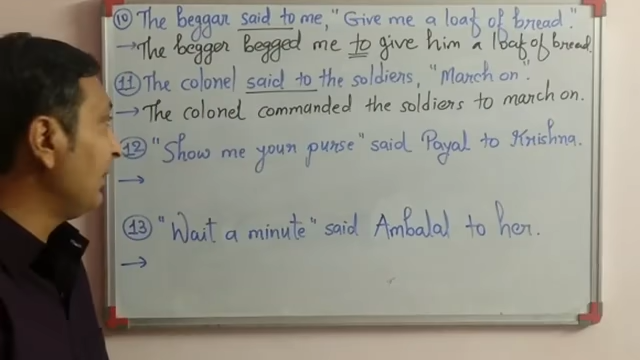 ⑩ The Beggar said to me, "Give me a loaf of bread."
→ The begger begged me to give him a loaf of bread.
⑪ The colonel said to the soldiers, "March on".
→ The colonel commanded the soldiers to march on.
⑫ "Show me your purse" said Payal to Krishna.
→
⑬ "Wait a minute" said Ambalal to her.
→